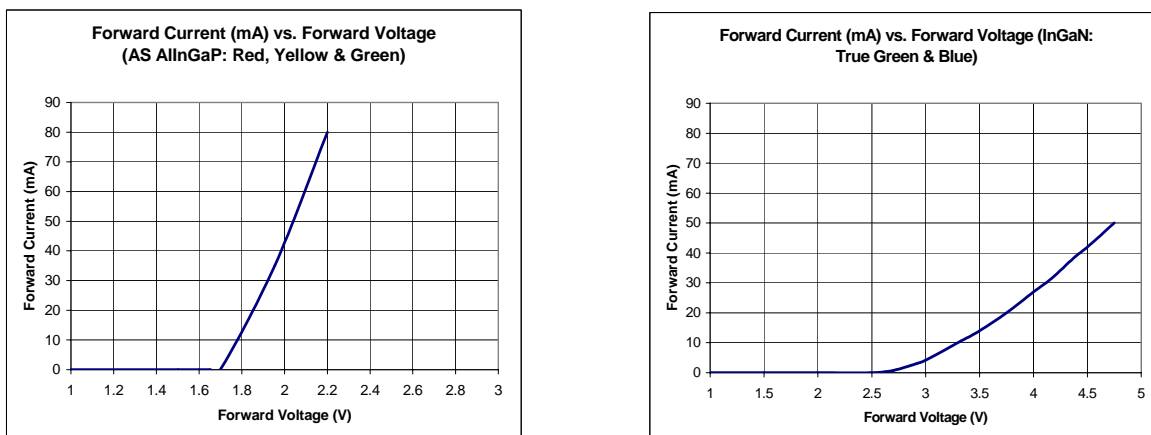 Forward Current (mA) vs. Forward Voltage
(AS AlInGaP: Red, Yellow & Green)
Forward Current (mA)
90
80
70
60
50
40
30
20
10
0
1 1.2 1.4 1.6 1.8 2 2.2 2.4 2.6 2.8 3
Forward Voltage (V)
Forward Current (mA) vs. Forward Voltage (InGaN:
True Green & Blue)
Forward Current (mA)
90
80
70
60
50
40
30
20
10
0
1 1.5 2 2.5 3 3.5 4 4.5 5
Forward Voltage (V)